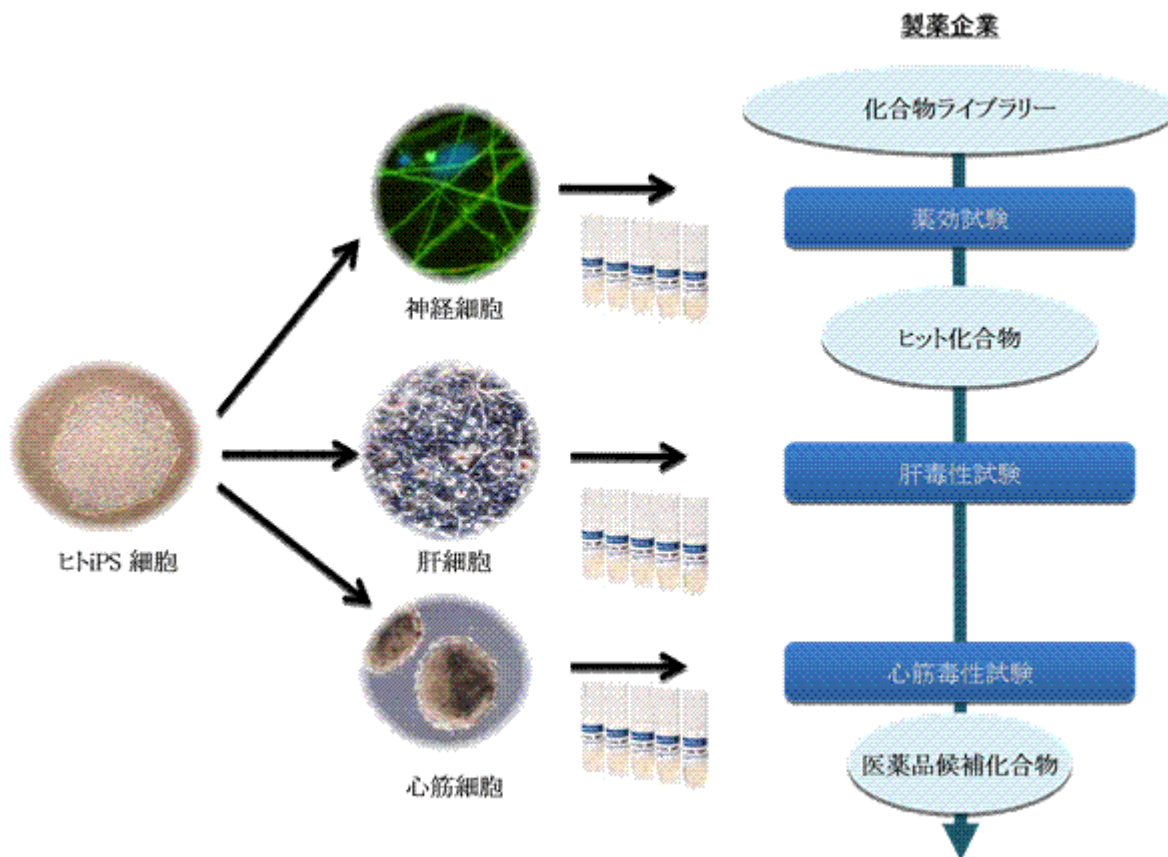 製薬企業
化合物ライブラリー
薬効試験
神経細胞
ヒット化合物
肝毒性試験
ヒトiPS 細胞
肝細胞
心筋毒性試験
医薬品候補化合物
心筋細胞